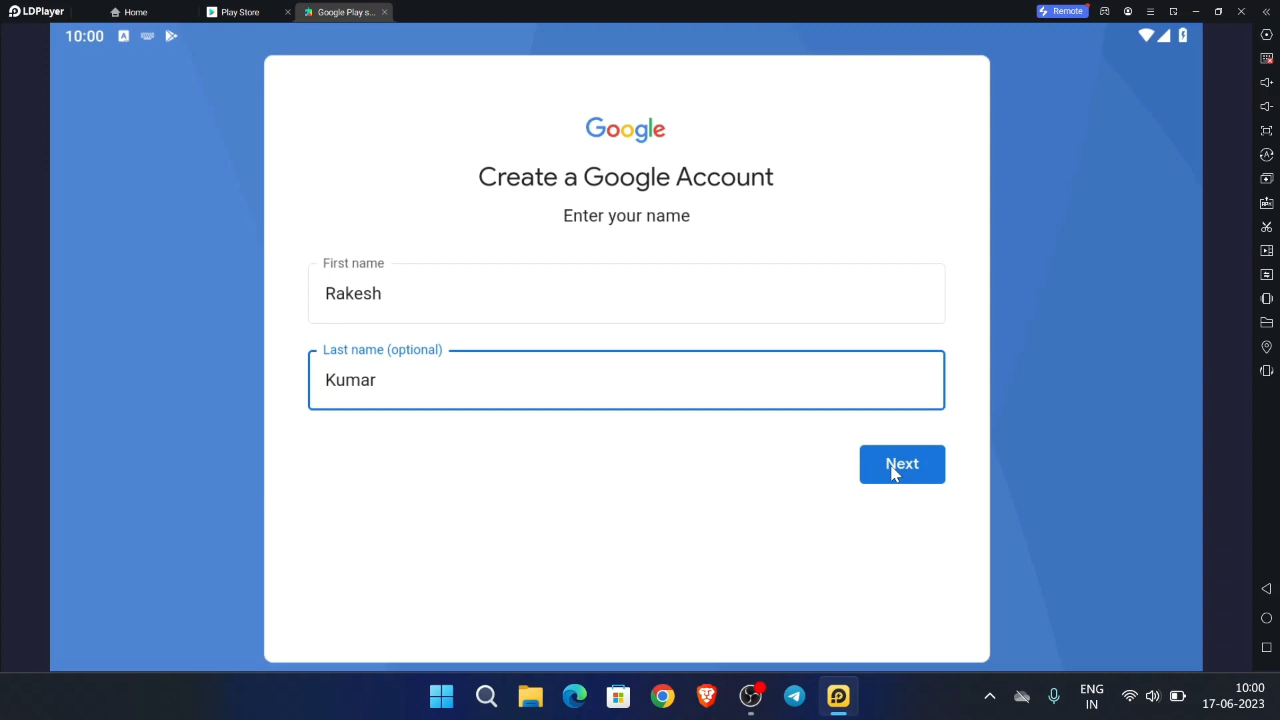 LDPlayer
Home
Play Store
Google Play s...
Remote
10:00
Google
Create a Google Account
Enter your name
First name
Rakesh
Last name (optional)
Kumar
Next
ENG
IN
10:00
17-06-2023